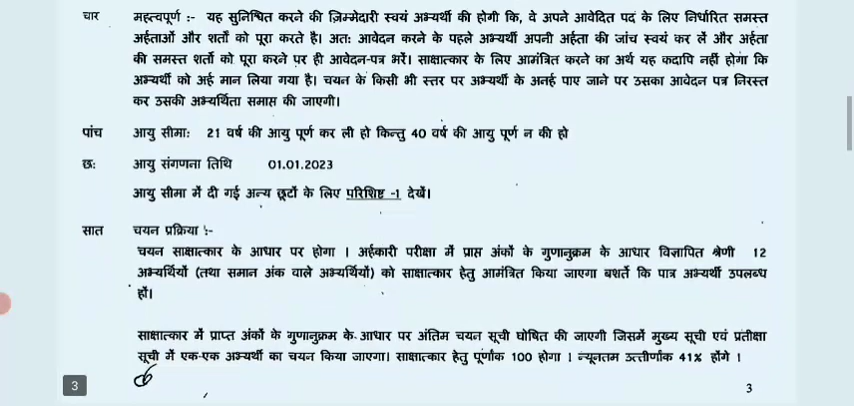 चार महत्वपूर्ण :- यह सुनिश्चित करने की ज़िम्मेदारी स्वयं अभ्यर्थी की होगी कि, वे अपने आवेदित पद के लिए निर्धारित समस्त
अर्हताओं और शर्तों को पूरा करते है। अतः आवेदन करने के पहले अभ्यर्थी अपनी अर्हता की जांच स्वयं कर लें और अर्हता
की समस्त शर्तो को पूरा करने पर ही आवेदन-पत्र भरें। साक्षात्कार के लिए आमंत्रित करने का अर्थ यह कदापि नहीं होगा कि
अभ्यर्थी को अर्ह मान लिया गया है। चयन के किसी भी स्तर पर अभ्यर्थी के अनर्ह पाए जाने पर उसका आवेदन पत्र निरस्त
कर उसकी अभ्यर्थिता समाप्त की जाएगी।
पांच आयु सीमा: 21 वर्ष की आयु पूर्ण कर ली हो किन्तु 40 वर्ष की आयु पूर्ण न की हो
छ: आयु संगणना तिथि 01.01.2023
आयु सीमा में दी गई अन्य छूटों के लिए परिशिष्ट -1 देखें।
सात चयन प्रक्रिया :-
चयन साक्षात्कार के आधार पर होगा । अर्हकारी परीक्षा में प्राप्त अंकों के गुणानुक्रम के आधार विज्ञापित श्रेणी 12
अभ्यर्थियों (तथा समान अंक वाले अभ्यर्थियों) को साक्षात्कार हेतु आमंत्रित किया जाएगा बशर्ते कि पात्र अभ्यर्थी उपलब्ध
हों।
साक्षात्कार में प्राप्त अंकों के गुणानुक्रम के आधार पर अंतिम चयन सूची घोषित की जाएगी जिसमें मुख्य सूची एवं प्रतीक्षा
सूची में एक-एक अभ्यर्थी का चयन किया जाएगा। साक्षात्कार हेतु पूर्णांक 100 होगा । न्यूनतम उत्तीर्णांक 41% होंगे ।
3
3